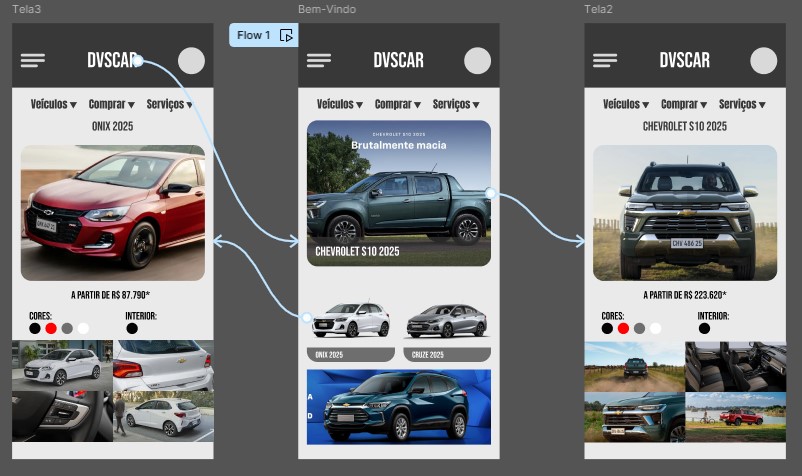 Tela3
DVSCAR
Veículos ▾ Comprar ▾ Serviços ▾
ONIX 2025
A PARTIR DE R$ 87.790*
CORES:
INTERIOR:
Flow 1
Bem-Vindo
DVSCAR
Veículos ▾ Comprar ▾ Serviços ▾
CHEVROLET S10 2025
Brutalmente macia
CHEVROLET S10 2025
ONIX 2025
CRUZE 2025
A
D
Tela2
DVSCAR
Veículos ▾ Comprar ▾ Serviços ▾
CHEVROLET S10 2025
A PARTIR DE R$ 223.620*
CORES:
INTERIOR: